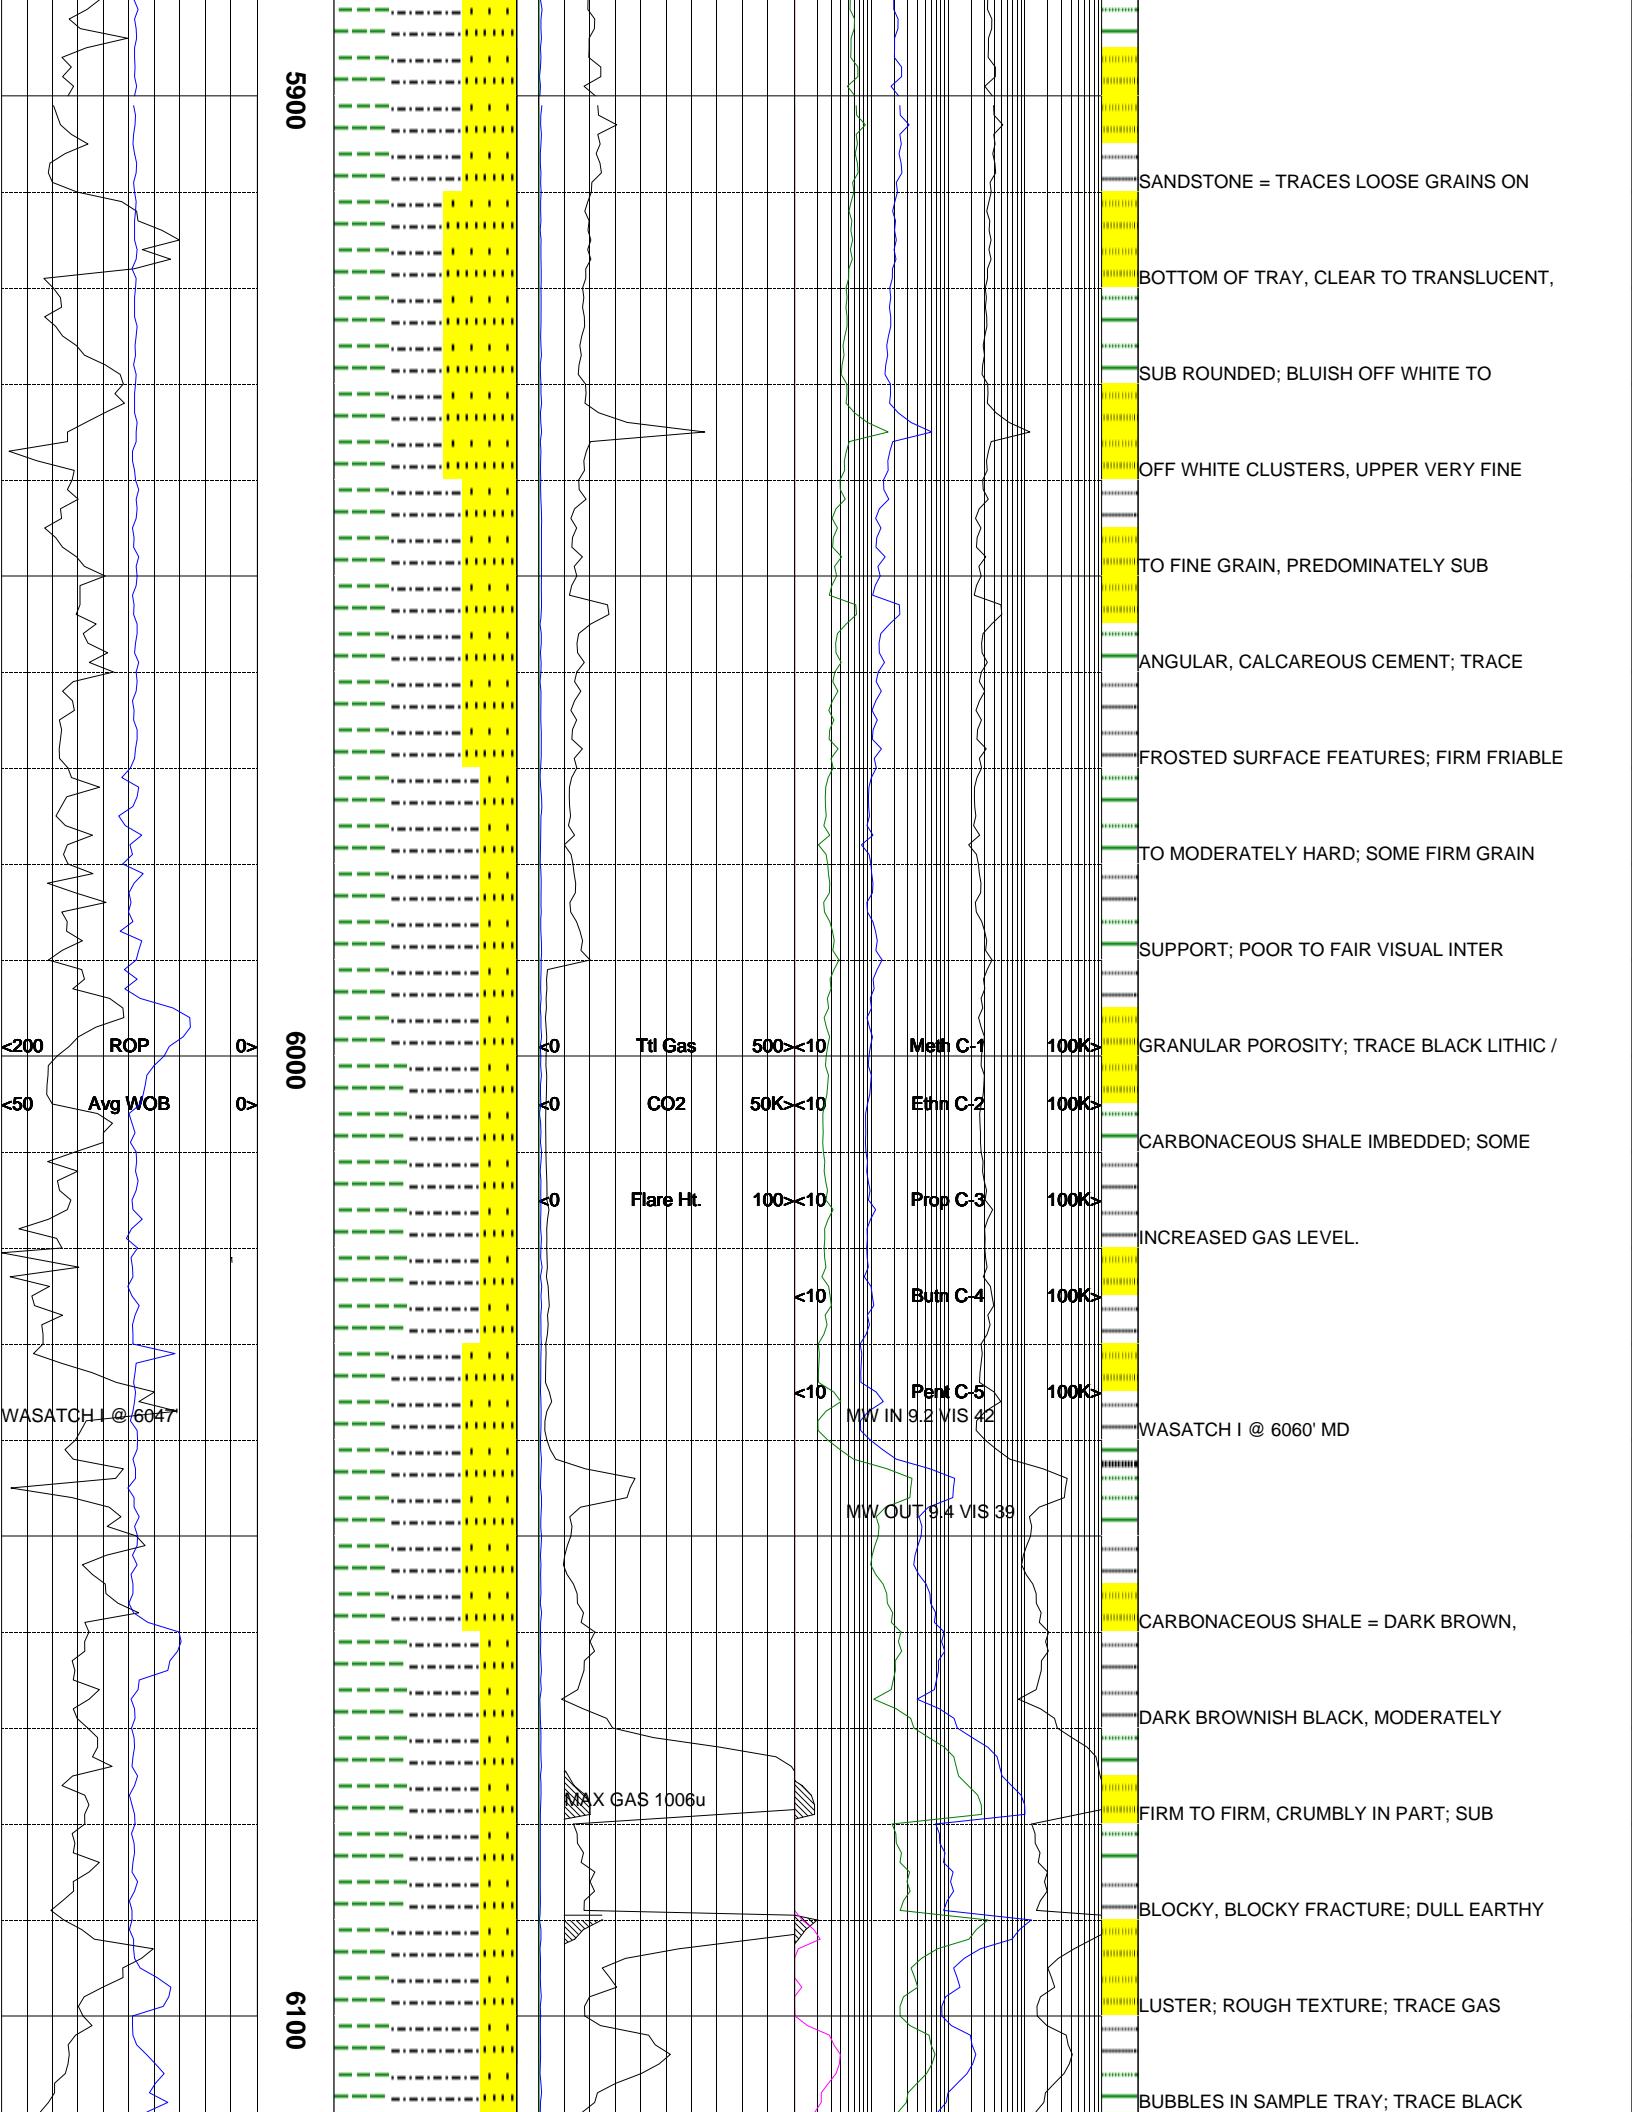 5900
SANDSTONE = TRACES LOOSE GRAINS ON
BOTTOM OF TRAY, CLEAR TO TRANSLUCENT,
SUB ROUNDED; BLUISH OFF WHITE TO
OFF WHITE CLUSTERS, UPPER VERY FINE
TO FINE GRAIN, PREDOMINATELY SUB
ANGULAR, CALCAREOUS CEMENT; TRACE
FROSTED SURFACE FEATURES; FIRM FRIABLE
TO MODERATELY HARD; SOME FIRM GRAIN
SUPPORT; POOR TO FAIR VISUAL INTER
<200 ROP 0> 6000 <0 Ttl Gas 500> <10 Meth C-1 100K> GRANULAR POROSITY; TRACE BLACK LITHIC /
<50 Avg WOB 0> <0 CO2 50K> <10 Ethn C-2 100K>
CARBONACEOUS SHALE IMBEDDED; SOME
<0 Flare Ht. 100> <10 Prop C-3 100K>
INCREASED GAS LEVEL.
<10 Butn C-4 100K>
<10 Pent C-5 100K>
WASATCH I @ 6047' MW IN 9.2 VIS 42
WASATCH I @ 6060' MD
MW OUT 9.4 VIS 39
CARBONACEOUS SHALE = DARK BROWN,
DARK BROWNISH BLACK, MODERATELY
MAX GAS 1006u
FIRM TO FIRM, CRUMBLY IN PART; SUB
BLOCKY, BLOCKY FRACTURE; DULL EARTHY
6100
LUSTER; ROUGH TEXTURE; TRACE GAS
BUBBLES IN SAMPLE TRAY; TRACE BLACK